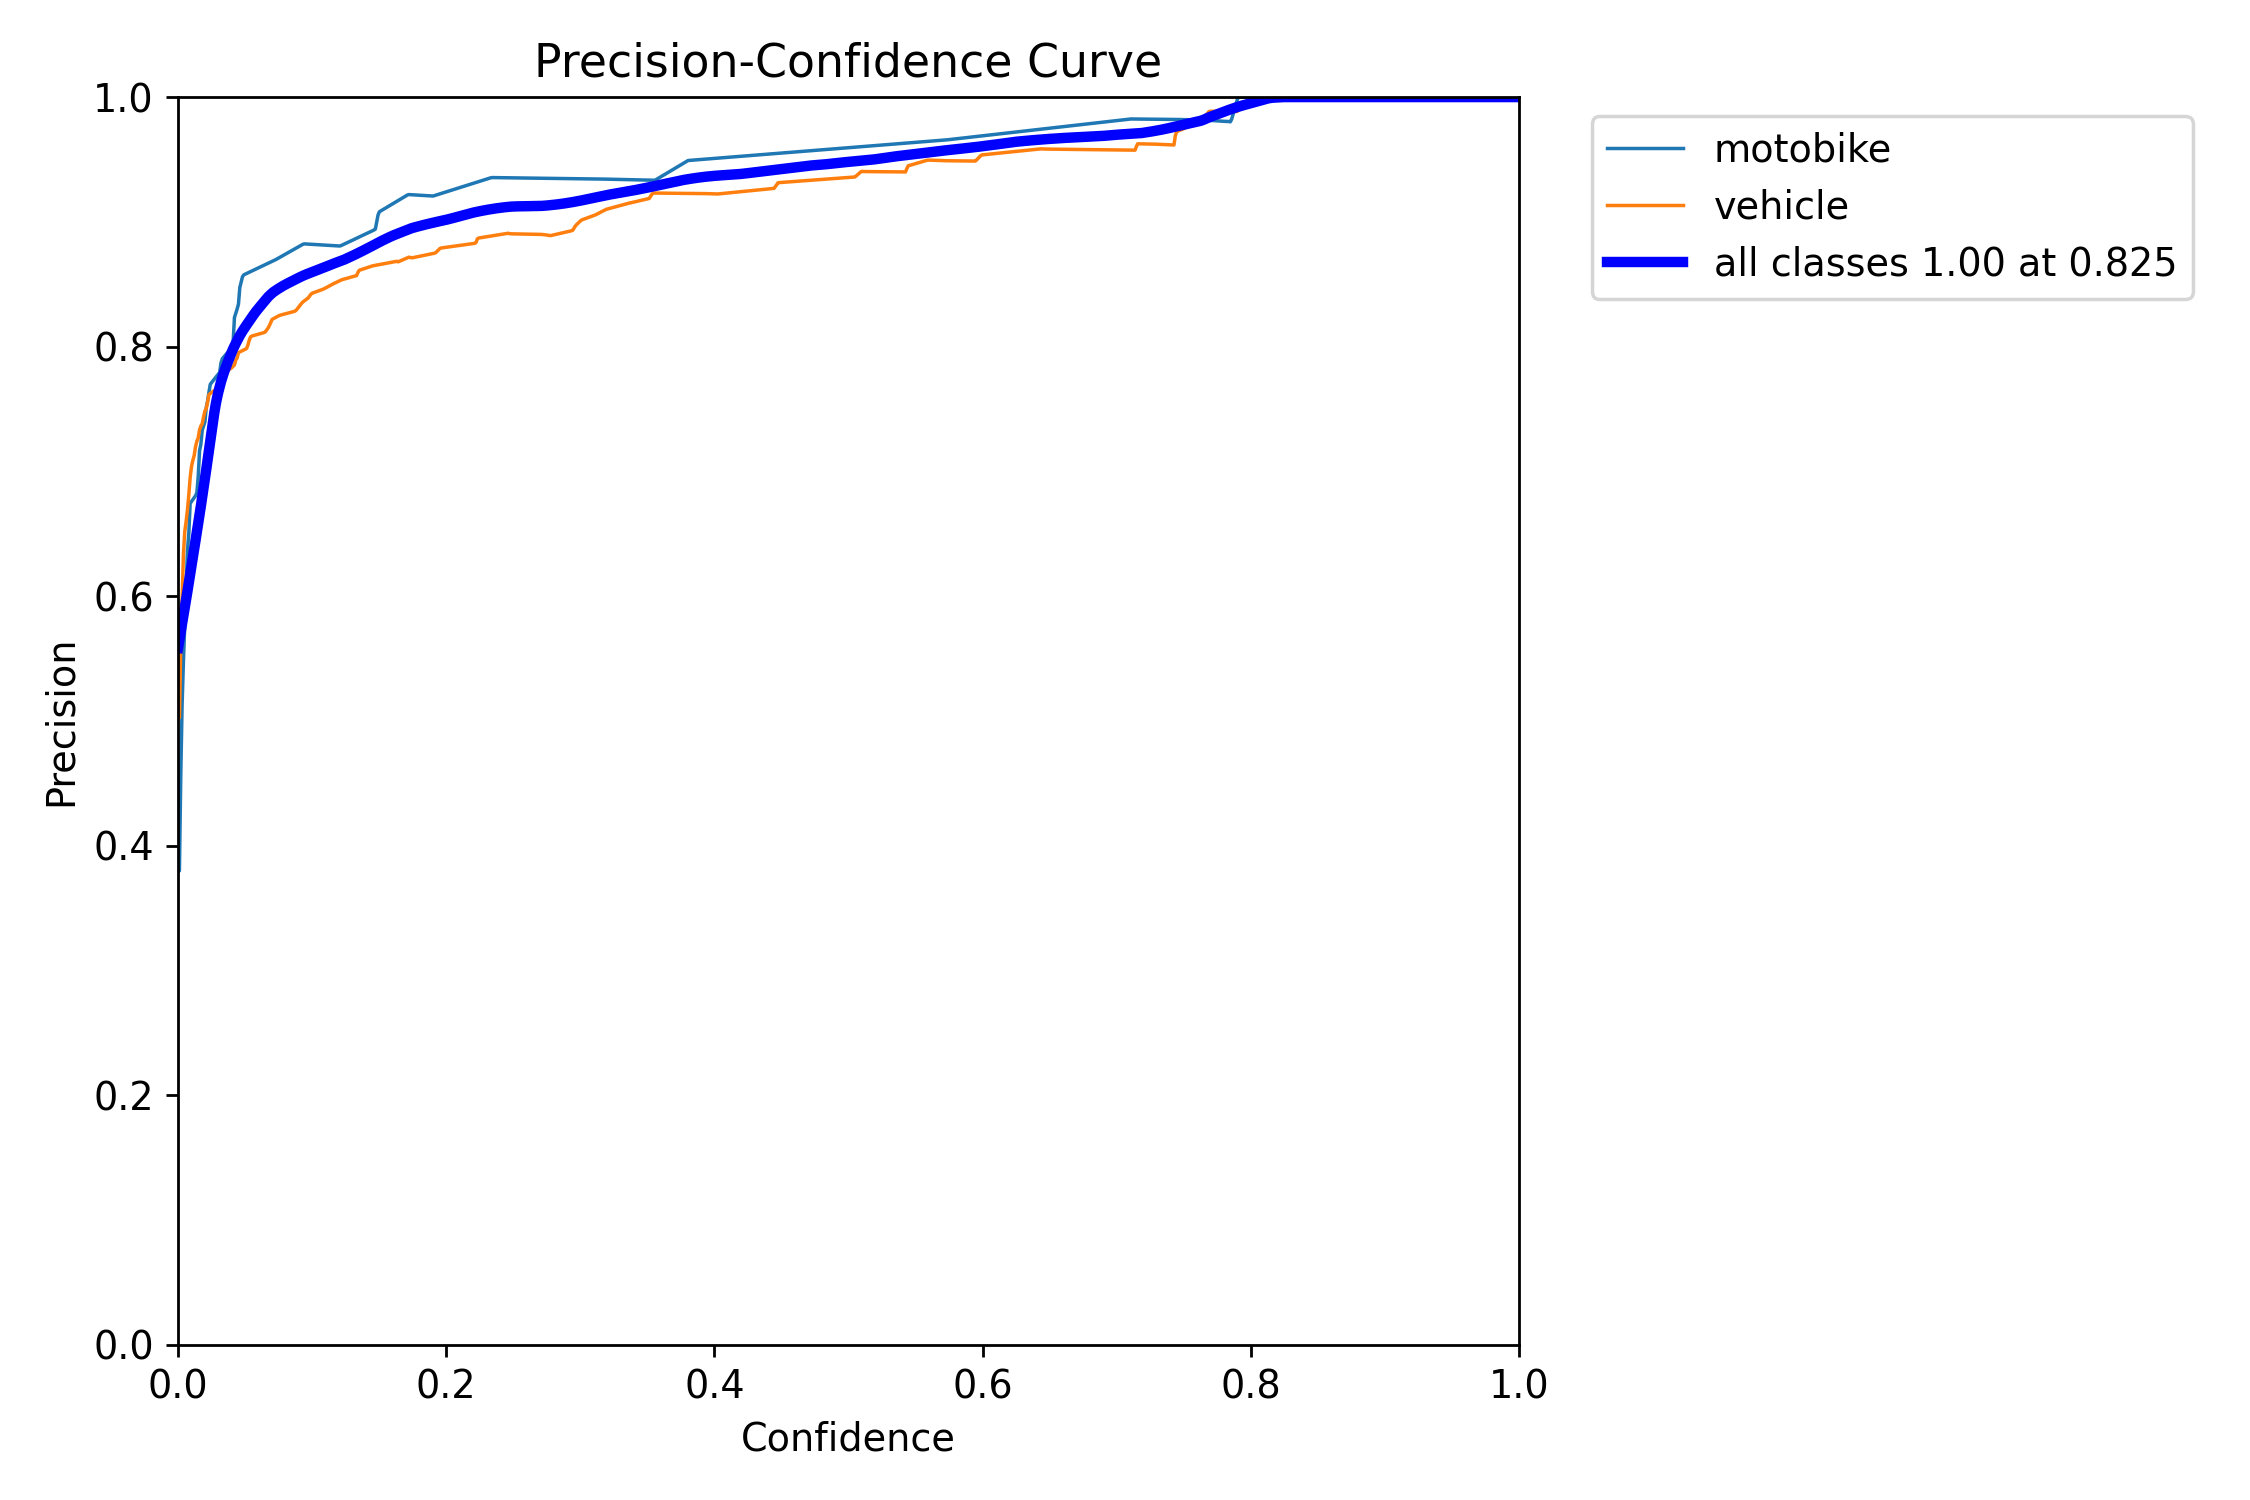 Precision-Confidence Curve
1.0
0.8
0.6
0.4
0.2
0.0
Precision
0.0 0.2 0.4 0.6 0.8 1.0
Confidence
motobike
vehicle
all classes 1.00 at 0.825